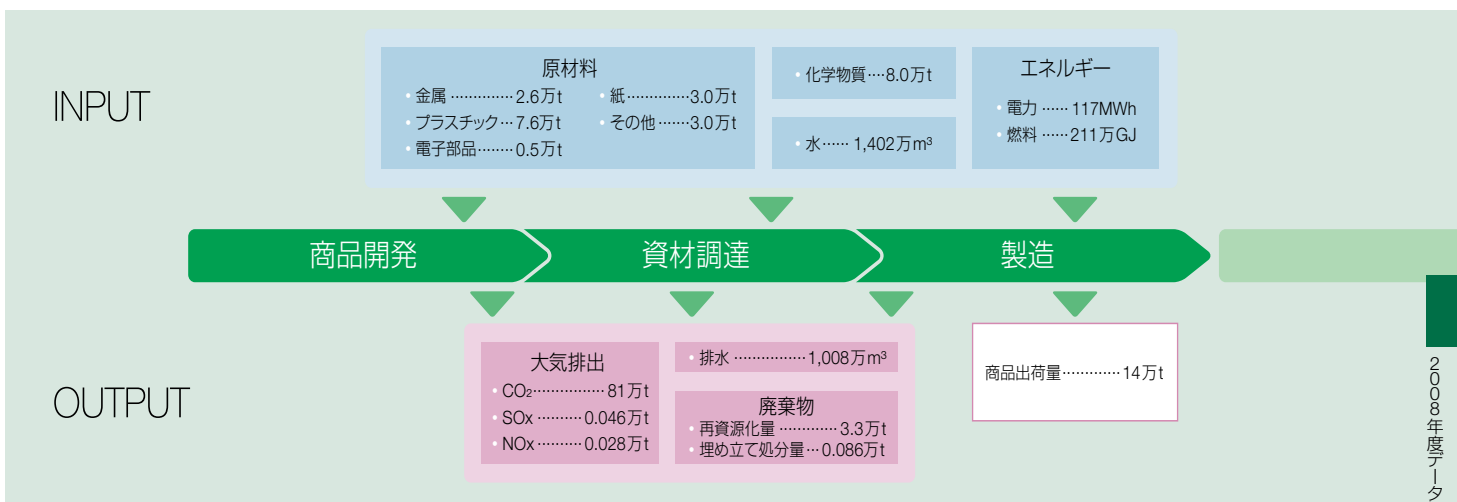 INPUT
原材料
・金属 ·············· 2.6万t
・プラスチック ··· 7.6万t
・電子部品 ········ 0.5万t
・紙 ·············· 3.0万t
・その他 ······· 3.0万t
・化学物質 ···· 8.0万t
・水 ······ 1,402万m³
エネルギー
・電力 ······ 117MWh
・燃料 ······ 211万GJ
商品開発
資材調達
製造
OUTPUT
大気排出
・CO₂ ················ 81万t
・SOx ·········· 0.046万t
・NOx ·········· 0.028万t
・排水 ················ 1,008万m³
廃棄物
・再資源化量 ············· 3.3万t
・埋め立て処分量 ··· 0.086万t
商品出荷量 ············· 14万t
2008年度データ